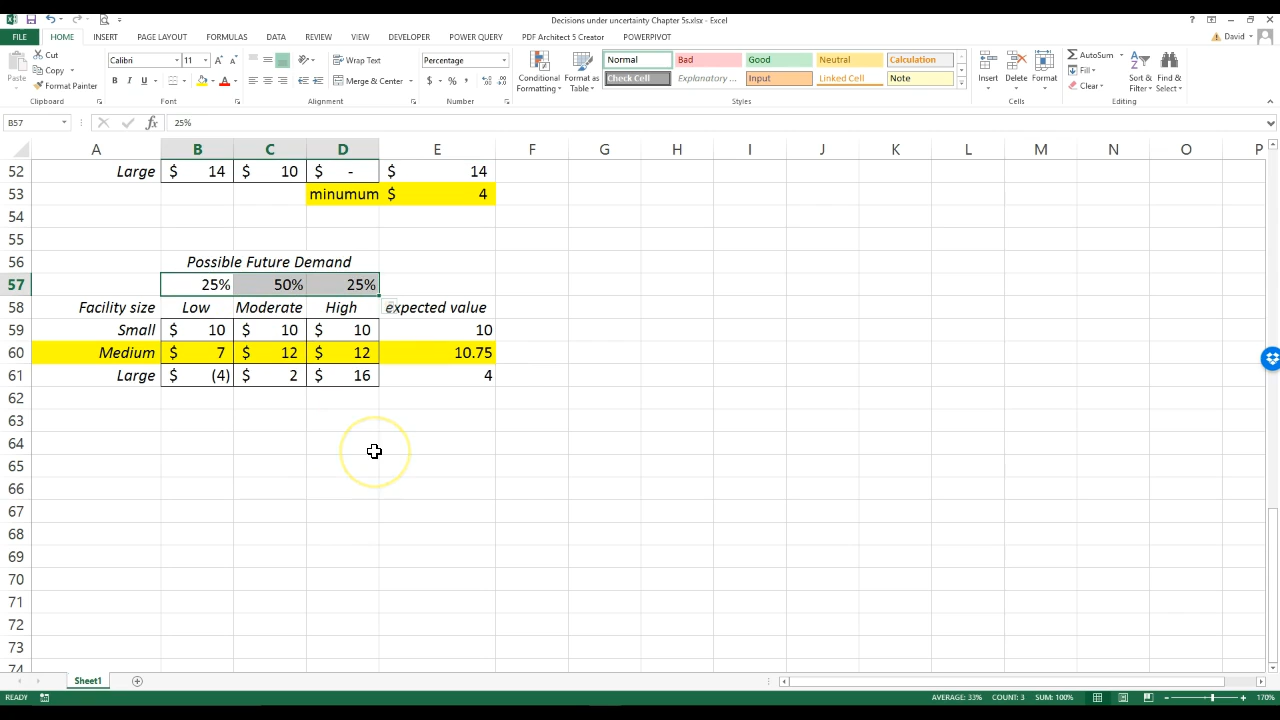 Decisions under uncertainty Chapter 5s.xlsx - Excel
FILE HOME INSERT PAGE LAYOUT FORMULAS DATA REVIEW VIEW DEVELOPER POWER QUERY PDF Architect 5 Creator POWERPIVOT David
Cut
Copy
Format Painter
Paste
Clipboard
Calibri 11
B I U
Font
Wrap Text
Merge & Center
Alignment
Percentage
$ % ,
Number
Conditional Formatting
Format as Table
Normal Bad Good Neutral Calculation
Check Cell Explanatory ... Input Linked Cell Note
Styles
Insert Delete Format
Cells
AutoSum
Fill
Clear
Sort & Filter
Find & Select
Editing
B57 fx 25%
A B C D E F G H I J K L M N O P
52 Large $ 14 $ 10 $ - $ 14
53 minumum $ 4
54
55
56 Possible Future Demand
57 25% 50% 25%
58 Facility size Low Moderate High expected value
59 Small $ 10 $ 10 $ 10 10
60 Medium $ 7 $ 12 $ 12 10.75
61 Large $ (4) $ 2 $ 16 4
62
63
64
65
66
67
68
69
70
71
72
73
74
Sheet1
READY AVERAGE: 33% COUNT: 3 SUM: 100% 170%